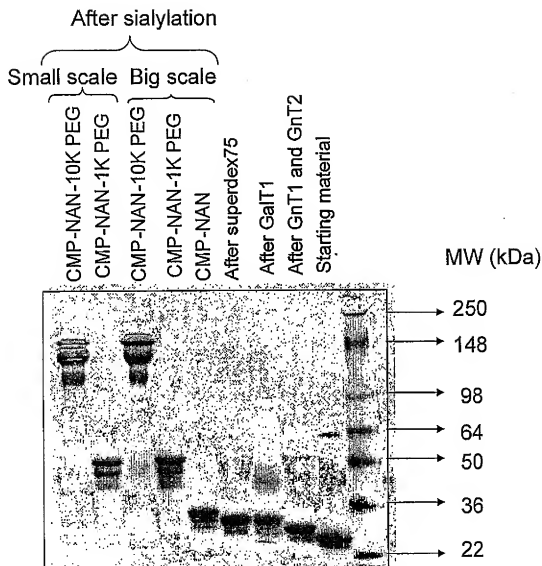 After sialylation
Small scale Big scale
CMP-NAN-10K PEG
CMP-NAN-1K PEG
CMP-NAN-10K PEG
CMP-NAN-1K PEG
CMP-NAN
After superdex75
After GalT1
After GnT1 and GnT2
Starting material
MW (kDa)
250
148
98
64
50
36
22